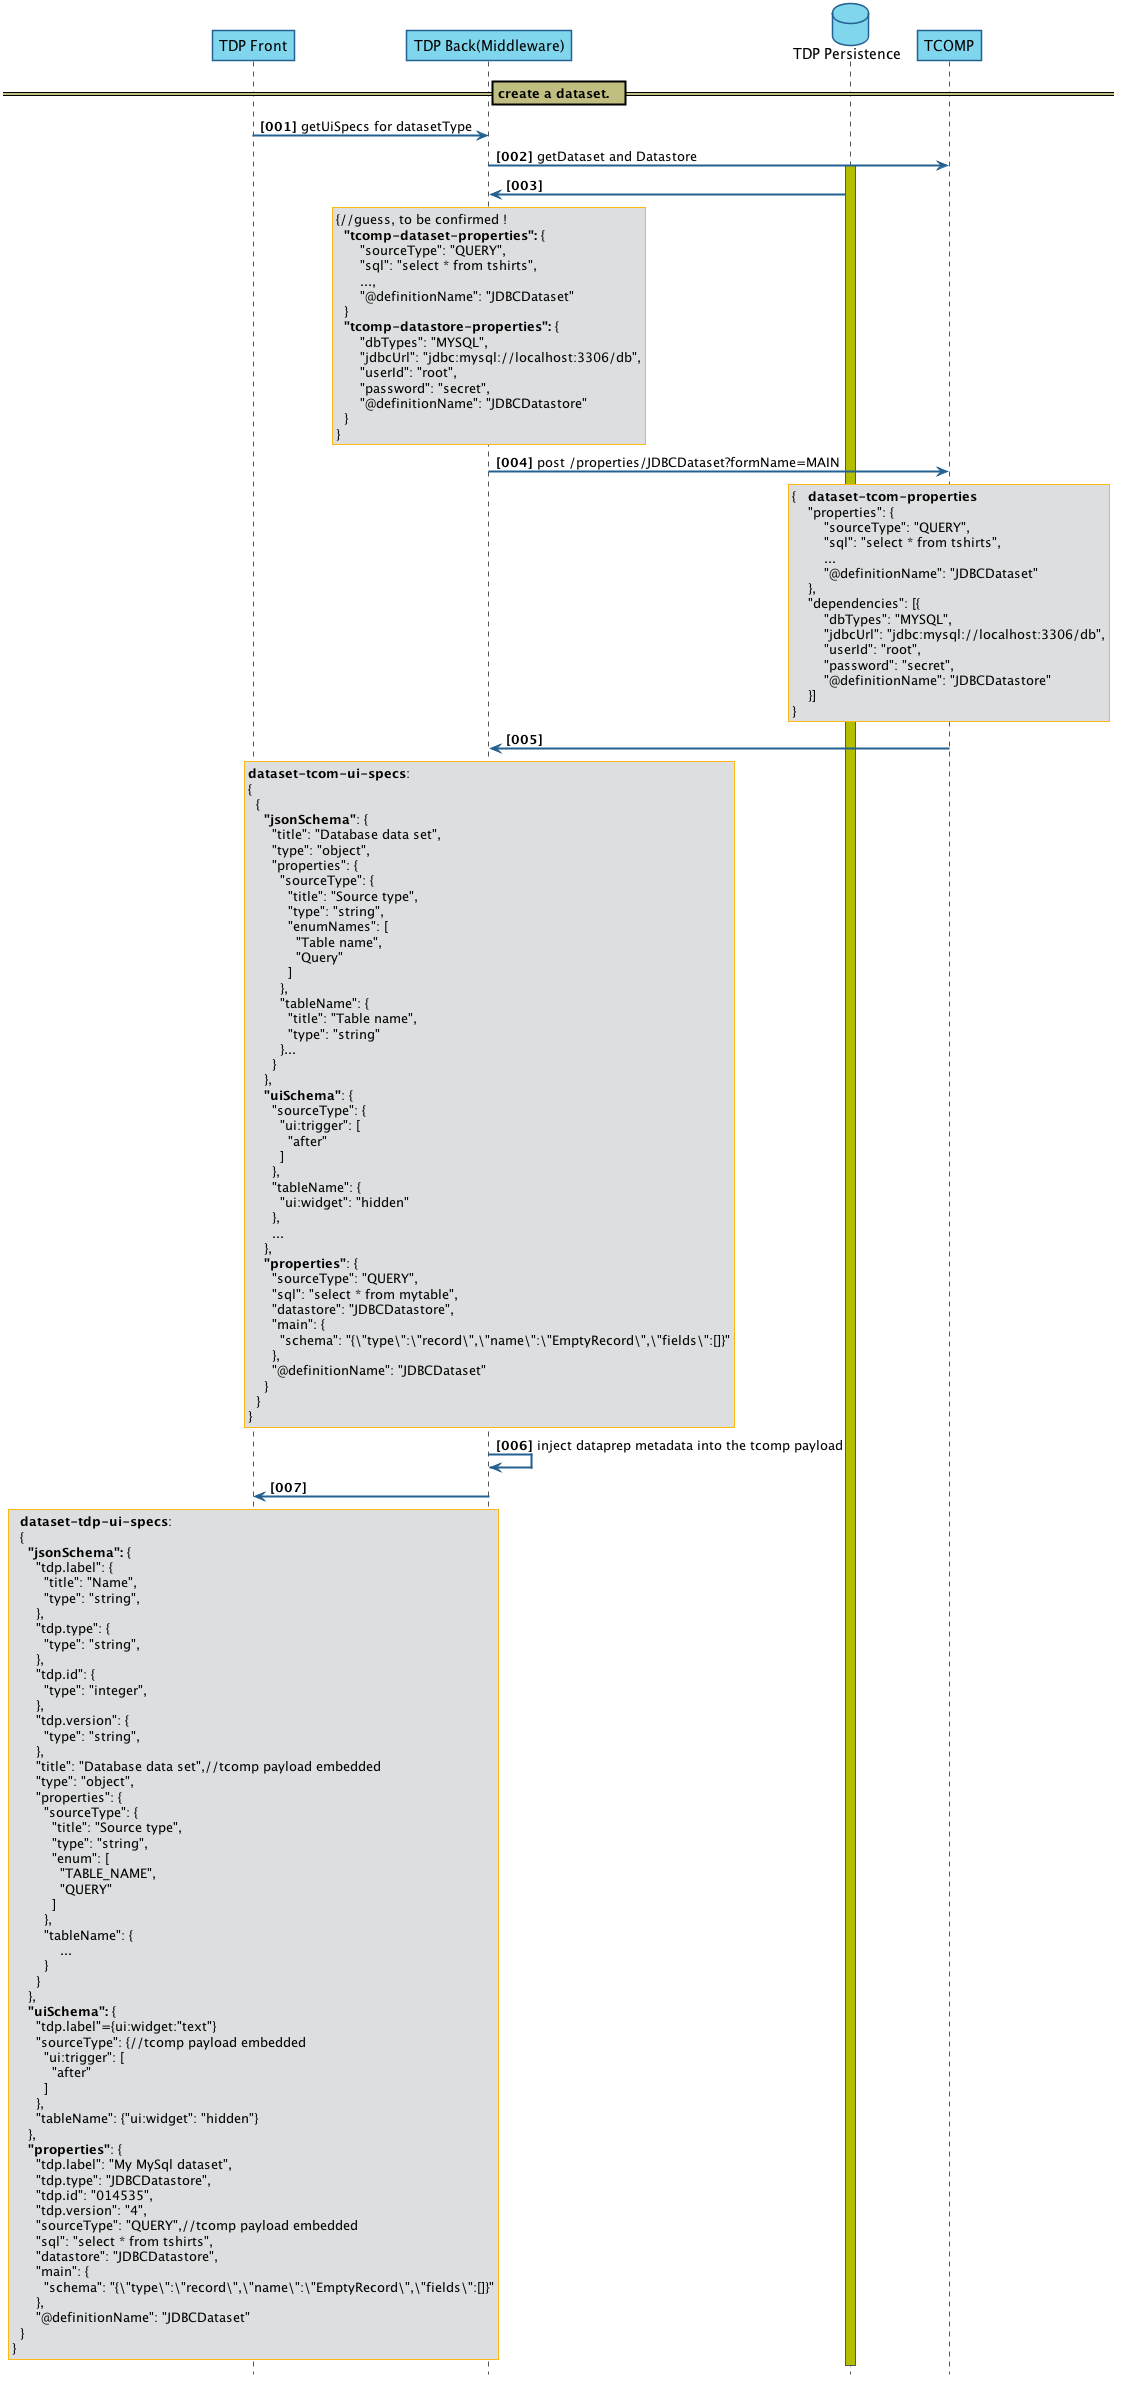 TDP Front
TDP Back(Middleware)
TDP Persistence
TCOMP
create a dataset.
[001] getUiSpecs for datasetType
[002] getDataset and Datastore
[003]
{//guess, to be confirmed !
"tcomp-dataset-properties": {
"sourceType": "QUERY",
"sql": "select * from tshirts",
...,
"@definitionName": "JDBCDataset"
}
"tcomp-datastore-properties": {
"dbTypes": "MYSQL",
"jdbcUrl": "jdbc:mysql://localhost:3306/db",
"userId": "root",
"password": "secret",
"@definitionName": "JDBCDatastore"
}
}
[004] post /properties/JDBCDataset?formName=MAIN
{ dataset-tcom-properties
"properties": {
"sourceType": "QUERY",
"sql": "select * from tshirts",
...
"@definitionName": "JDBCDataset"
},
"dependencies": [{
"dbTypes": "MYSQL",
"jdbcUrl": "jdbc:mysql://localhost:3306/db",
"userId": "root",
"password": "secret",
"@definitionName": "JDBCDatastore"
}]
}
[005]
dataset-tcom-ui-specs:
{
{
"jsonSchema": {
"title": "Database data set",
"type": "object",
"properties": {
"sourceType": {
"title": "Source type",
"type": "string",
"enumNames": [
"Table name",
"Query"
]
},
"tableName": {
"title": "Table name",
"type": "string"
}...
}
},
"uiSchema": {
"sourceType": {
"ui:trigger": [
"after"
]
},
"tableName": {
"ui:widget": "hidden"
},
...
},
"properties": {
"sourceType": "QUERY",
"sql": "select * from mytable",
"datastore": "JDBCDatastore",
"main": {
"schema": "{\"type\":\"record\",\"name\":\"EmptyRecord\",\"fields\":[]}"
},
"@definitionName": "JDBCDataset"
}
}
}
[006] inject dataprep metadata into the tcomp payload
[007]
dataset-tdp-ui-specs:
{
"jsonSchema": {
"tdp.label": {
"title": "Name",
"type": "string",
},
"tdp.type": {
"type": "string",
},
"tdp.id": {
"type": "integer",
},
"tdp.version": {
"type": "string",
},
"title": "Database data set",//tcomp payload embedded
"type": "object",
"properties": {
"sourceType": {
"title": "Source type",
"type": "string",
"enum": [
"TABLE_NAME",
"QUERY"
]
},
"tableName": {
...
}
}
},
"uiSchema": {
"tdp.label"={ui:widget:"text"}
"sourceType": {//tcomp payload embedded
"ui:trigger": [
"after"
]
},
"tableName": {"ui:widget": "hidden"}
},
"properties": {
"tdp.label": "My MySql dataset",
"tdp.type": "JDBCDatastore",
"tdp.id": "014535",
"tdp.version": "4",
"sourceType": "QUERY",//tcomp payload embedded
"sql": "select * from tshirts",
"datastore": "JDBCDatastore",
"main": {
"schema": "{\"type\":\"record\",\"name\":\"EmptyRecord\",\"fields\":[]}"
},
"@definitionName": "JDBCDataset"
}
}